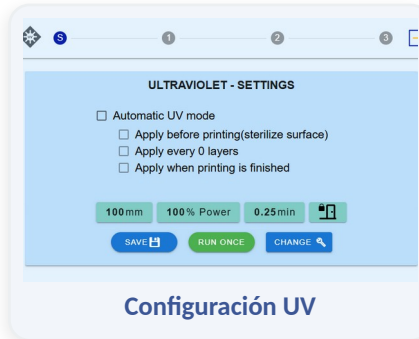 S 1 2 3
ULTRAVIOLET - SETTINGS
Automatic UV mode
Apply before printing(sterilize surface)
Apply every 0 layers
Apply when printing is finished
100mm 100% Power 0.25min
SAVE RUN ONCE CHANGE
Configuración UV